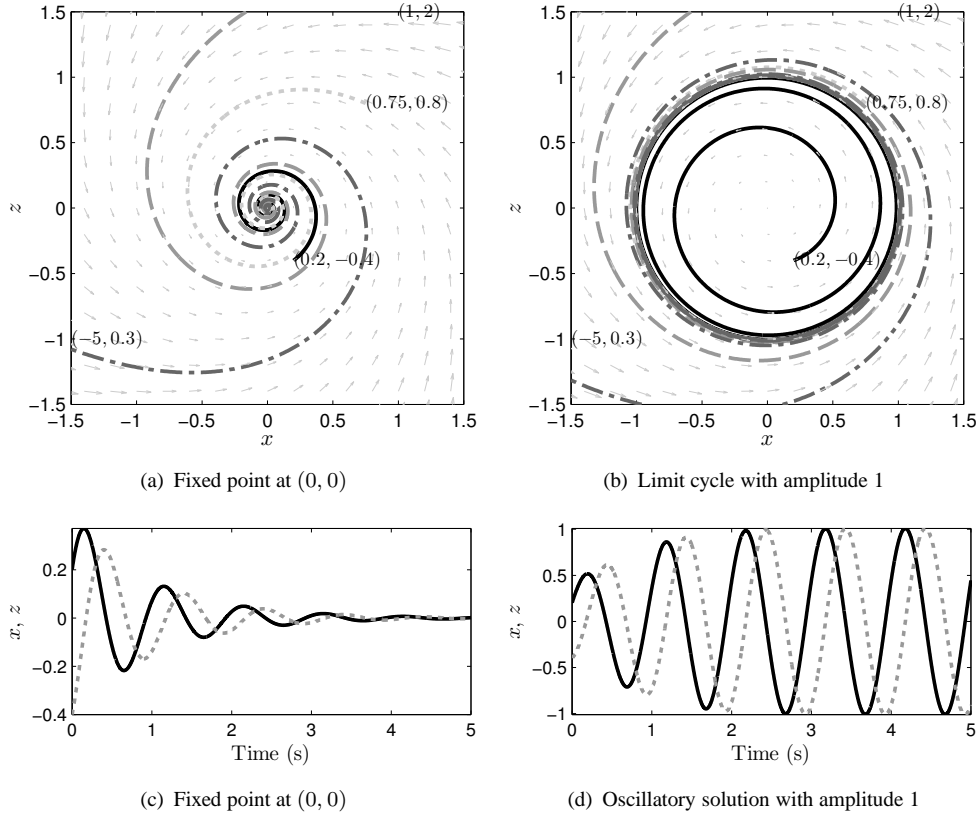 (1, 2)
(0.75, 0.8)
(0.2, −0.4)
(−5, 0.3)
1.5
1
0.5
0
−0.5
−1
−1.5
z
−1.5 −1 −0.5 0 0.5 1 1.5
x
(a) Fixed point at (0, 0)
(1, 2)
(0.75, 0.8)
(0.2, −0.4)
(−5, 0.3)
1.5
1
0.5
0
−0.5
−1
−1.5
z
−1.5 −1 −0.5 0 0.5 1 1.5
x
(b) Limit cycle with amplitude 1
0.2
0
−0.2
−0.4
x, z
0 1 2 3 4 5
Time (s)
(c) Fixed point at (0, 0)
1
0.5
0
−0.5
−1
x, z
0 1 2 3 4 5
Time (s)
(d) Oscillatory solution with amplitude 1